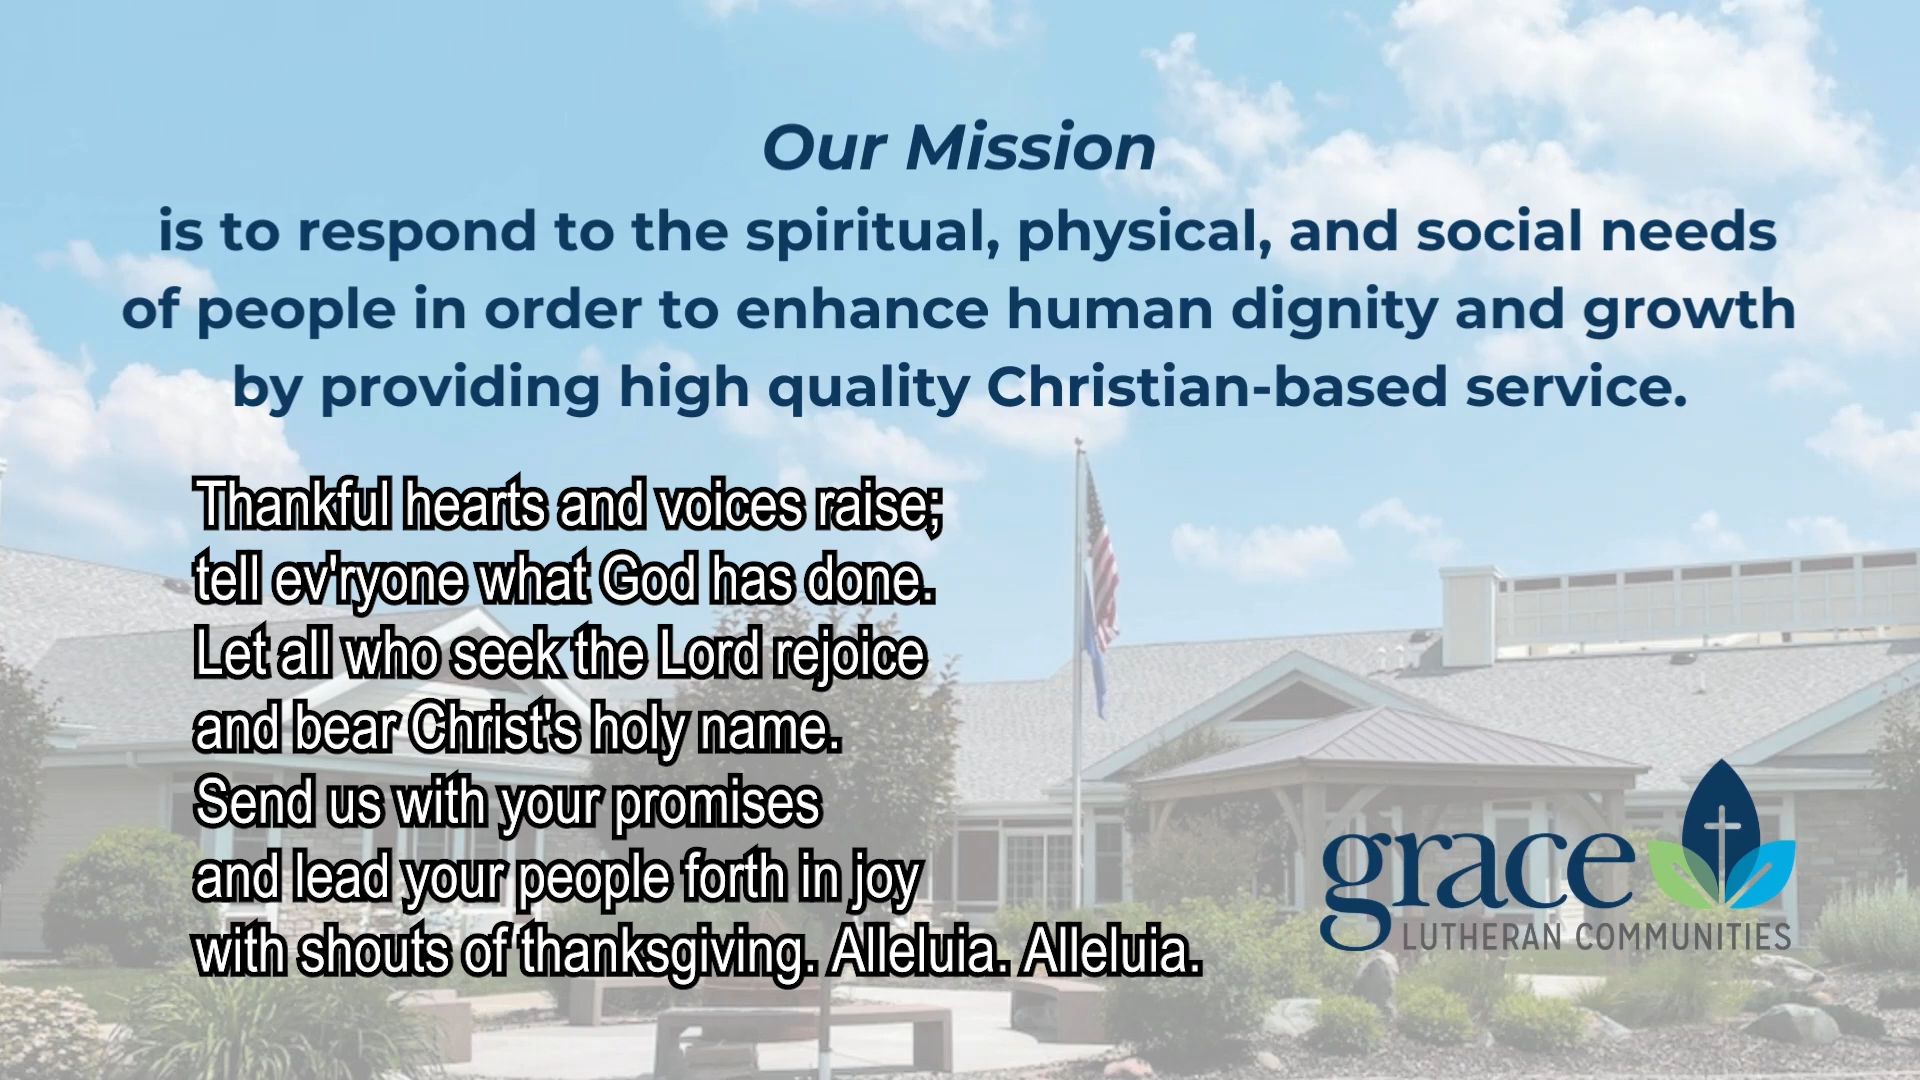 Our Mission
is to respond to the spiritual, physical, and social needs
of people in order to enhance human dignity and growth
by providing high quality Christian-based service.
Thankful hearts and voices raise;
tell ev'ryone what God has done.
Let all who seek the Lord rejoice
and bear Christ's holy name.
Send us with your promises
and lead your people forth in joy
with shouts of thanksgiving. Alleluia. Alleluia.
grace
LUTHERAN COMMUNITIES